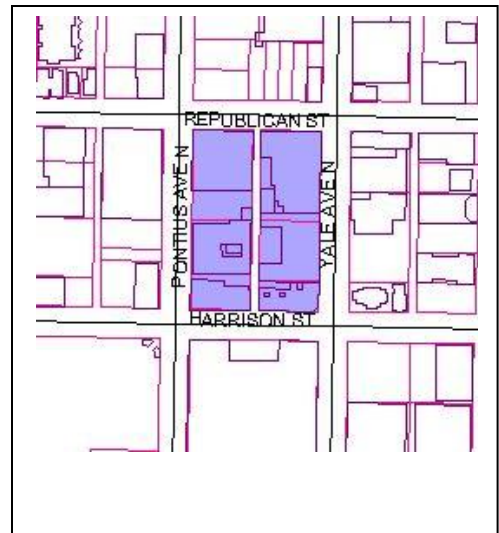 REPUBLICAN ST
PONTIUS AVE N
YALE AVE N
HARRISON ST